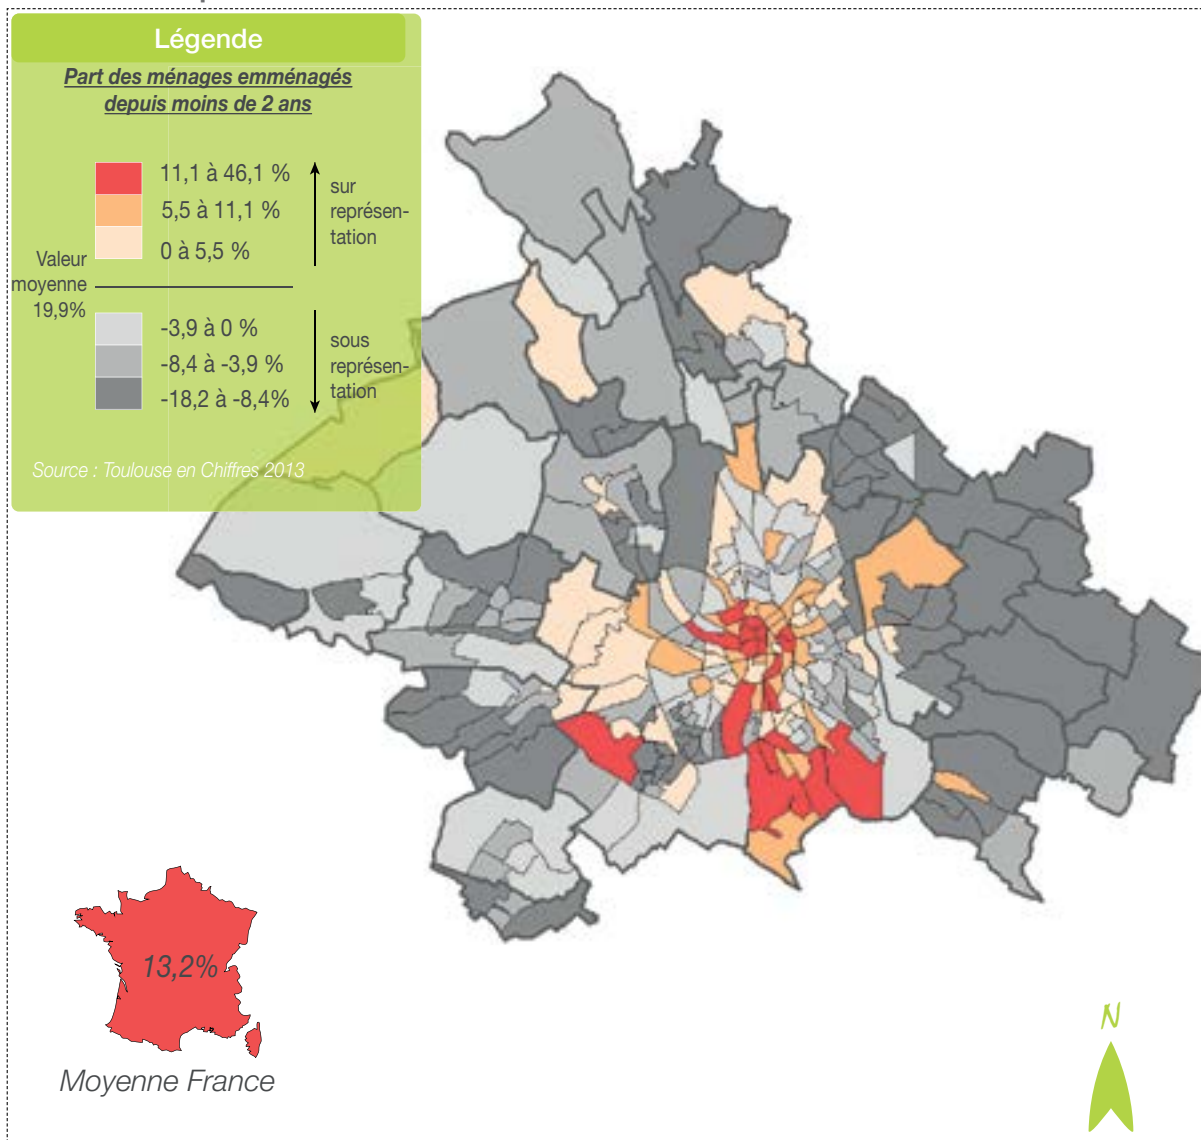 Légende
Part des ménages emménagés
depuis moins de 2 ans
11,1 à 46,1 %
5,5 à 11,1 %
0 à 5,5 %
sur
représen-
tation
Valeur
moyenne
19,9%
-3,9 à 0 %
-8,4 à -3,9 %
-18,2 à -8,4%
sous
représen-
tation
Source : Toulouse en Chiffres 2013
13,2%
Moyenne France
N